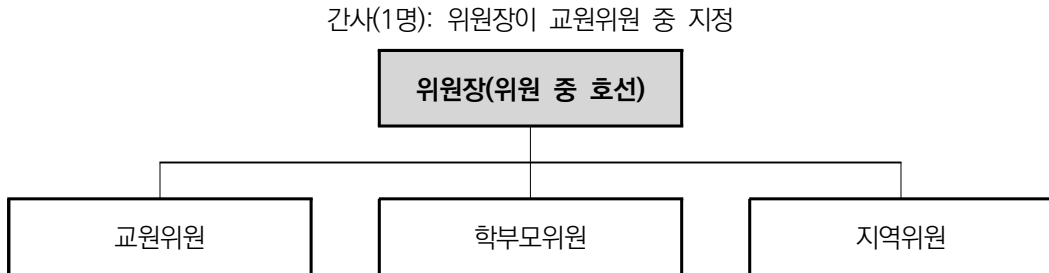 간사(1명): 위원장이 교원위원 중 지정
위원장(위원 중 호선)
교원위원 학부모위원 지역위원